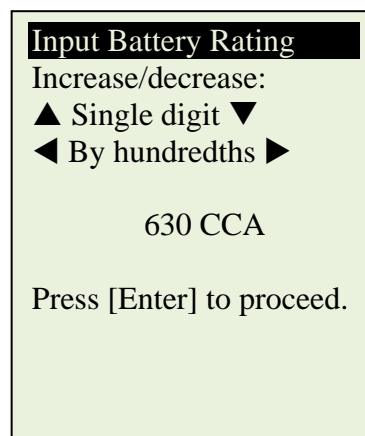 Input Battery Rating
Increase/decrease:
▲ Single digit ▼
◀ By hundredths ▶
630 CCA
Press [Enter] to proceed.